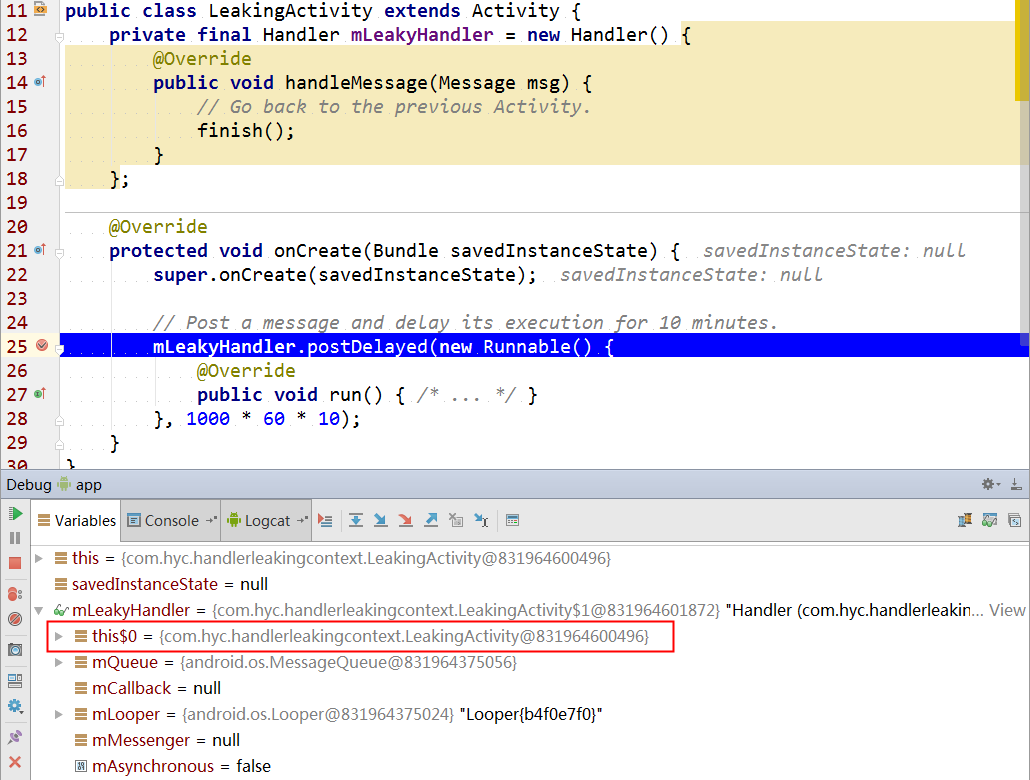 11 public class LeakingActivity extends Activity {
12 private final Handler mLeakyHandler = new Handler() {
13 @Override
14 public void handleMessage(Message msg) {
15 // Go back to the previous Activity.
16 finish();
17 }
18 };
19
20 @Override
21 protected void onCreate(Bundle savedInstanceState) { savedInstanceState: null
22 super.onCreate(savedInstanceState); savedInstanceState: null
23
24 // Post a message and delay its execution for 10 minutes.
25 mLeakyHandler.postDelayed(new Runnable() {
26 @Override
27 public void run() { /* ... */ }
28 }, 1000 * 60 * 10);
29 }
30 }
Debug app
Variables Console Logcat
this = {com.hyc.handlerleakingcontext.LeakingActivity@831964600496}
savedInstanceState = null
mLeakyHandler = {com.hyc.handlerleakingcontext.LeakingActivity$1@831964601872} "Handler (com.hyc.handlerleakin... View
this$0 = {com.hyc.handlerleakingcontext.LeakingActivity@831964600496}
mQueue = {android.os.MessageQueue@831964375056}
mCallback = null
mLooper = {android.os.Looper@831964375024} "Looper{b4f0e7f0}"
mMessenger = null
mAsynchronous = false